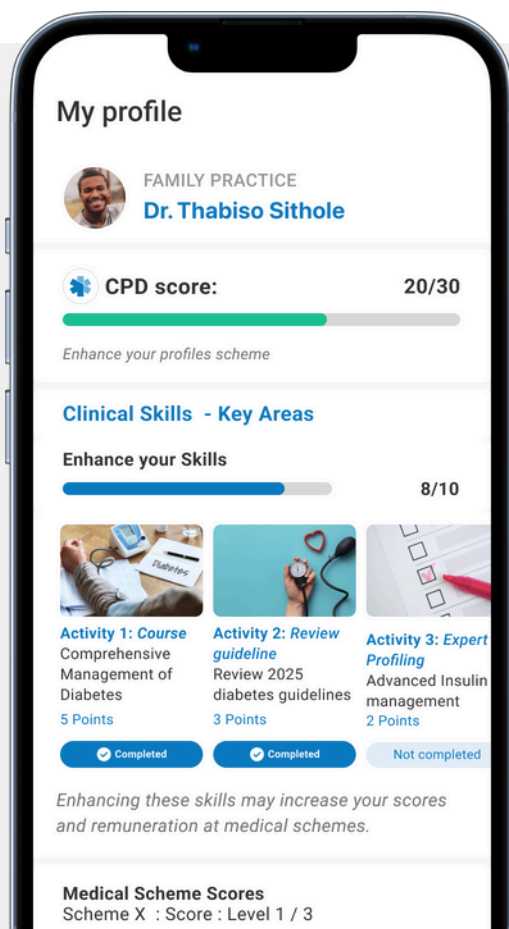 My profile
FAMILY PRACTICE
Dr. Thabiso Sithole
CPD score: 20/30
Enhance your profiles scheme
Clinical Skills - Key Areas
Enhance your Skills
8/10
Diabetes
Activity 1: Course
Comprehensive
Management of
Diabetes
5 Points
Completed
Activity 2: Review
guideline
Review 2025
diabetes guidelines
3 Points
Completed
Activity 3: Expert
Profiling
Advanced Insulin
management
2 Points
Not completed
Enhancing these skills may increase your scores
and remuneration at medical schemes.
Medical Scheme Scores
Scheme X : Score : Level 1 / 3